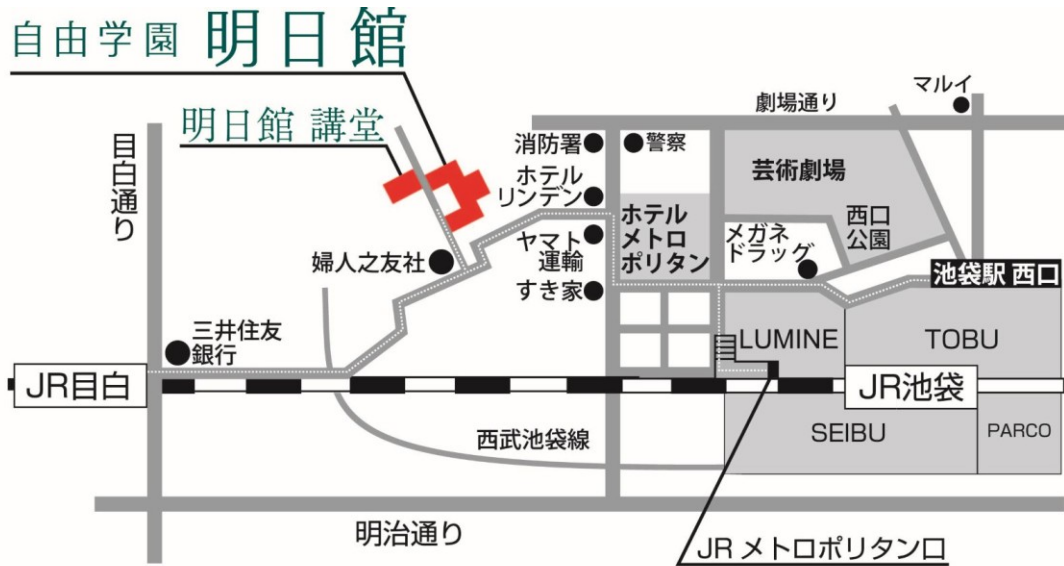 自由学園 明日館
明日館 講堂
目白通り
劇場通り
マルイ
消防署
警察
ホテル
リンデン
芸術劇場
ホテル
メトロ
ポリタン
西口
公園
メガネ
ドラッグ
ヤマト
運輸
すき家
婦人之友社
池袋駅 西口
三井住友
銀行
LUMINE
TOBU
JR目白
JR池袋
西武池袋線
SEIBU
PARCO
明治通り
JR メトロポリタン口